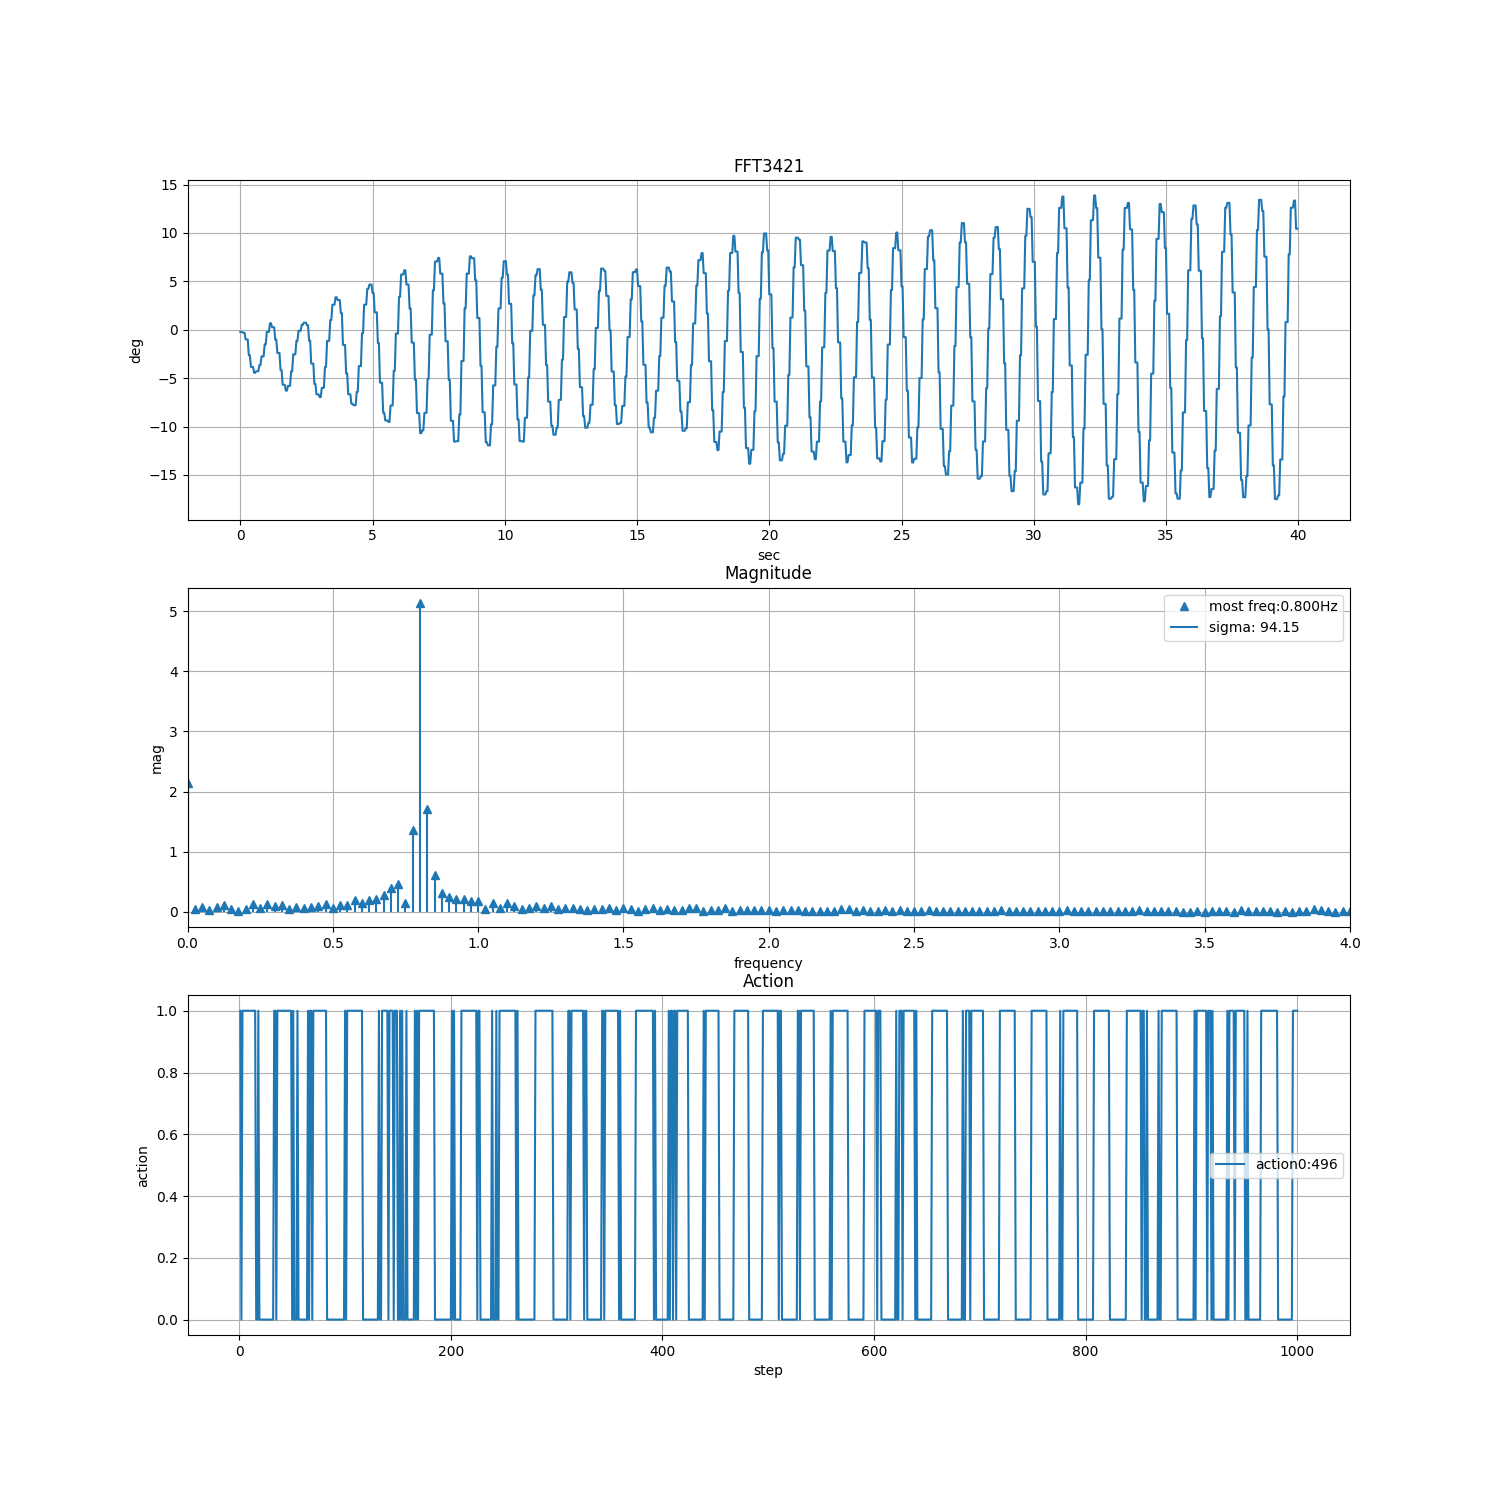 FFT3421
15
10
5
0
−5
−10
−15
deg
0 5 10 15 20 25 30 35 40
sec
Magnitude
5
4
3
2
1
0
mag
most freq:0.800Hz
sigma: 94.15
0.0 0.5 1.0 1.5 2.0 2.5 3.0 3.5 4.0
frequency
Action
1.0
0.8
0.6
0.4
0.2
0.0
action
action0:496
0 200 400 600 800 1000
step